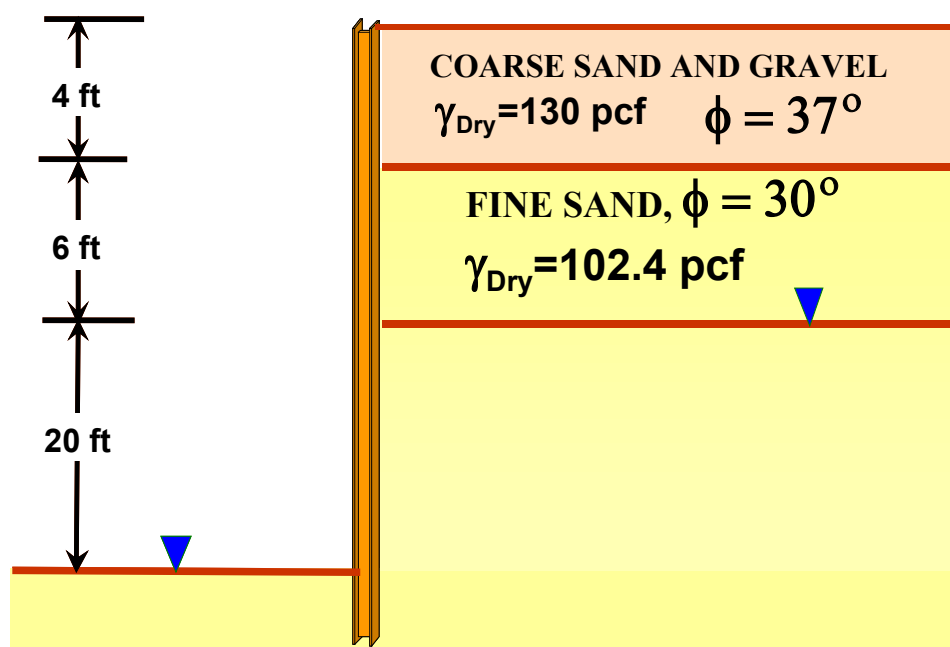 4 ft
6 ft
20 ft
COARSE SAND AND GRAVEL
γDry=130 pcf ϕ = 37°
FINE SAND, ϕ = 30°
γDry=102.4 pcf